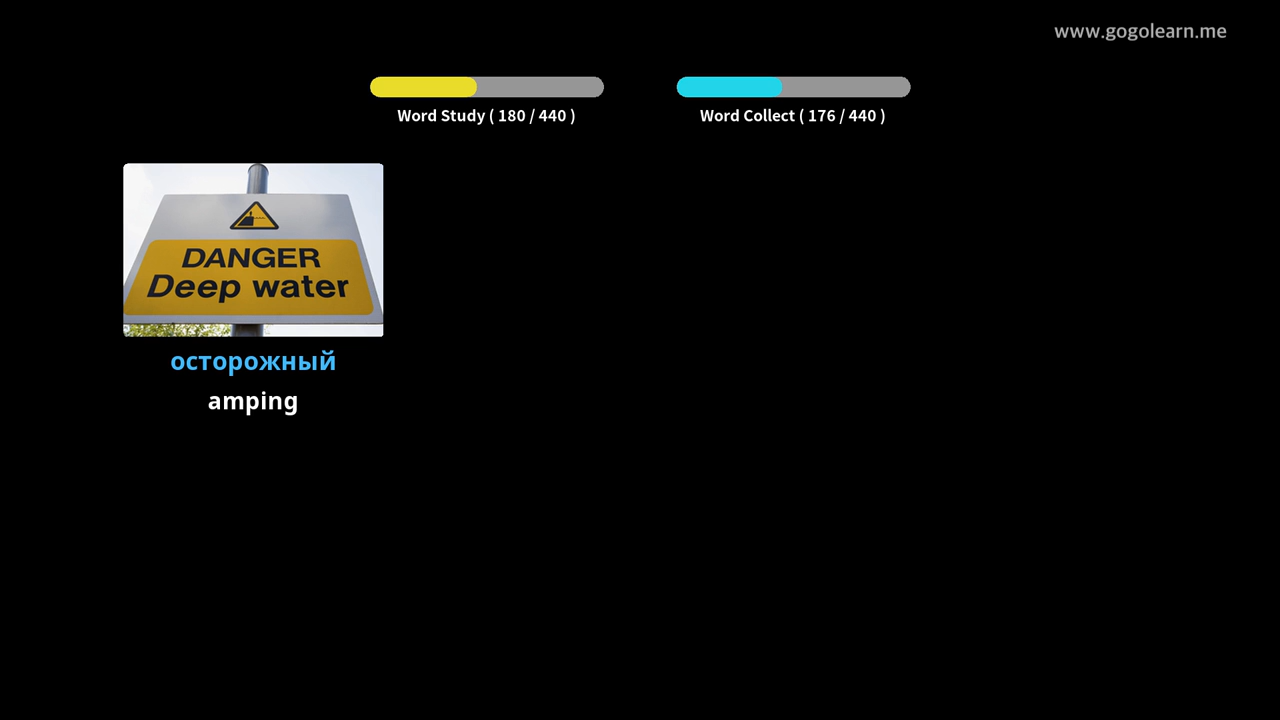 www.gogolearn.me
Word Study ( 180 / 440 )
Word Collect ( 176 / 440 )
DANGER
Deep water
осторожный
amping